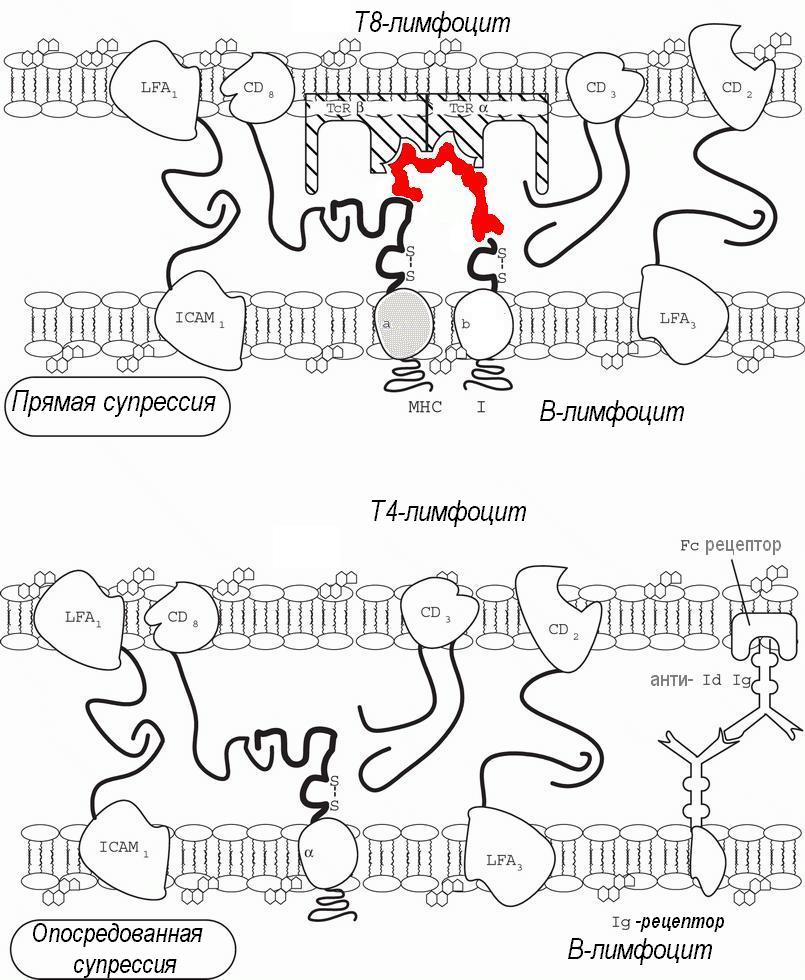 Т8-лимфоцит
LFA1
CD8
TcR β
TcR α
CD3
CD2
S
S
S
S
ICAM1
a
b
LFA3
Прямая супрессия
MHC I
В-лимфоцит
Т4-лимфоцит
Fc рецептор
LFA1
CD8
CD3
CD2
анти- Id Ig
S
S
ICAM1
α
LFA3
Ig-рецептор
Опосредованная
супрессия
В-лимфоцит